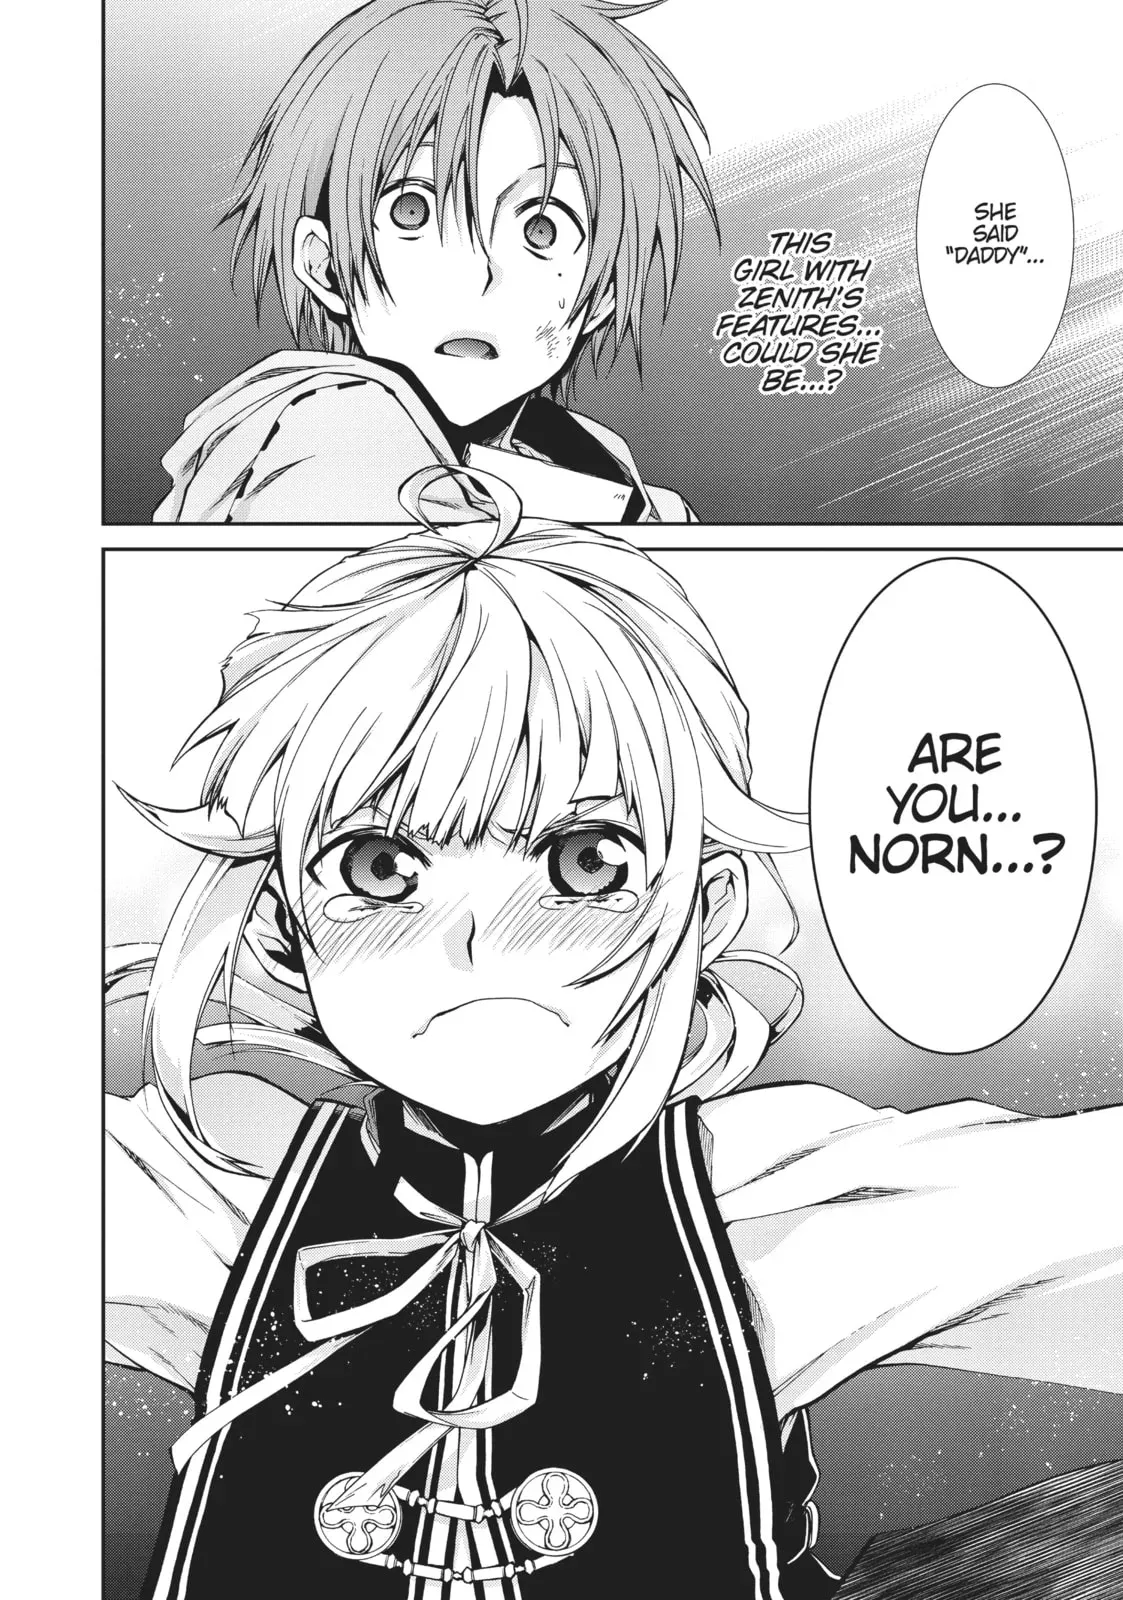 SHE
SAID
"DADDY"...
THIS
GIRL WITH
ZENITH'S
FEATURES...
COULD SHE
BE...?
ARE
YOU...
NORN...?